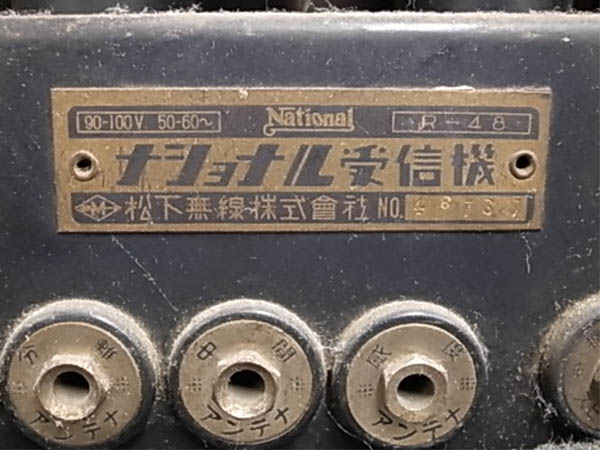 90-100V. 50-60~ National R-48
ナショナル受信機
松下無線株式會社 NO.
分離 中間 感度
アンテナ アンテナ アンテナ